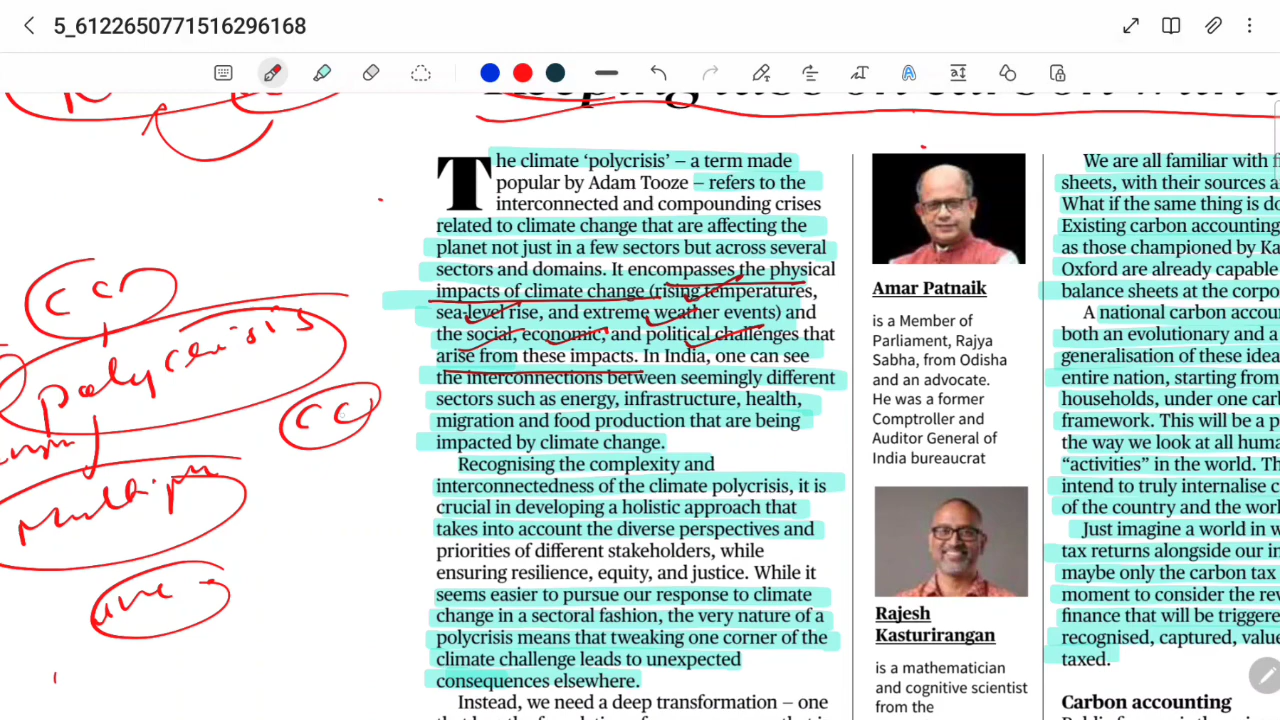 5_6122650771516296168
Keeping tabs on carbon with
The climate ‘polycrisis’ – a term made
popular by Adam Tooze – refers to the
interconnected and compounding crises
related to climate change that are affecting the
planet not just in a few sectors but across several
sectors and domains. It encompasses the physical
impacts of climate change (rising temperatures,
sea-level rise, and extreme weather events) and
the social, economic, and political challenges that
arise from these impacts. In India, one can see
the interconnections between seemingly different
sectors such as energy, infrastructure, health,
migration and food production that are being
impacted by climate change.
Recognising the complexity and
interconnectedness of the climate polycrisis, it is
crucial in developing a holistic approach that
takes into account the diverse perspectives and
priorities of different stakeholders, while
ensuring resilience, equity, and justice. While it
seems easier to pursue our response to climate
change in a sectoral fashion, the very nature of a
polycrisis means that tweaking one corner of the
climate challenge leads to unexpected
consequences elsewhere.
Instead, we need a deep transformation – one
Amar Patnaik
is a Member of
Parliament, Rajya
Sabha, from Odisha
and an advocate.
He was a former
Comptroller and
Auditor General of
India bureaucrat
Rajesh
Kasturirangan
is a mathematician
and cognitive scientist
from the
We are all familiar with
sheets, with their sources
What if the same thing is
Existing carbon accounting
as those championed by
Oxford are already capable
balance sheets at the
A national carbon
both an evolutionary and a
generalisation of these
entire nation, starting from
households, under one
framework. This will be a
the way we look at all
“activities” in the world.
intend to truly internalise
of the country and the
Just imagine a world in
tax returns alongside our
maybe only the carbon tax
moment to consider the
finance that will be
recognised, captured,
taxed.
Carbon accounting
CC
polycrisis
CC